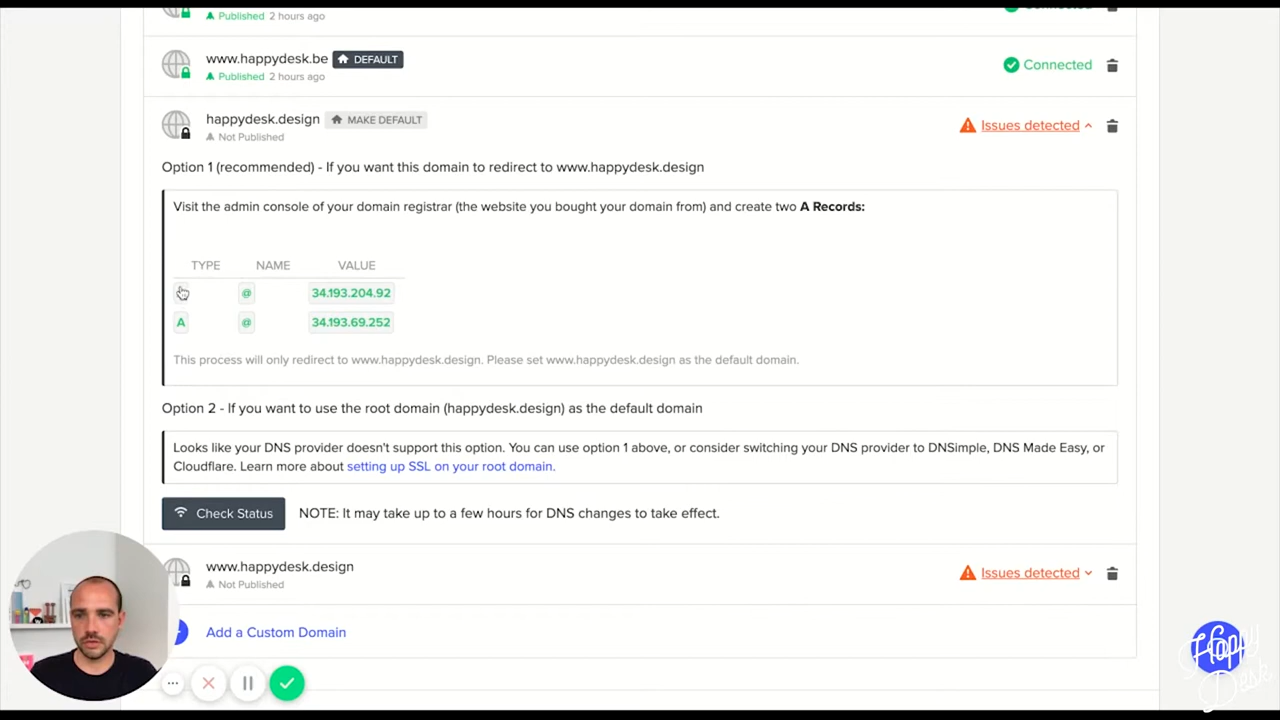 Published 2 hours ago
Connected
www.happydesk.be DEFAULT
Published 2 hours ago
Connected
happydesk.design MAKE DEFAULT
Not Published
Issues detected
Option 1 (recommended) - If you want this domain to redirect to www.happydesk.design
Visit the admin console of your domain registrar (the website you bought your domain from) and create two A Records:
TYPE NAME VALUE
@ 34.193.204.92
A @ 34.193.69.252
This process will only redirect to www.happydesk.design. Please set www.happydesk.design as the default domain.
Option 2 - If you want to use the root domain (happydesk.design) as the default domain
Looks like your DNS provider doesn't support this option. You can use option 1 above, or consider switching your DNS provider to DNSimple, DNS Made Easy, or
Cloudflare. Learn more about setting up SSL on your root domain.
Check Status NOTE: It may take up to a few hours for DNS changes to take effect.
www.happydesk.design
Not Published
Issues detected
Add a Custom Domain
Happy
Desk